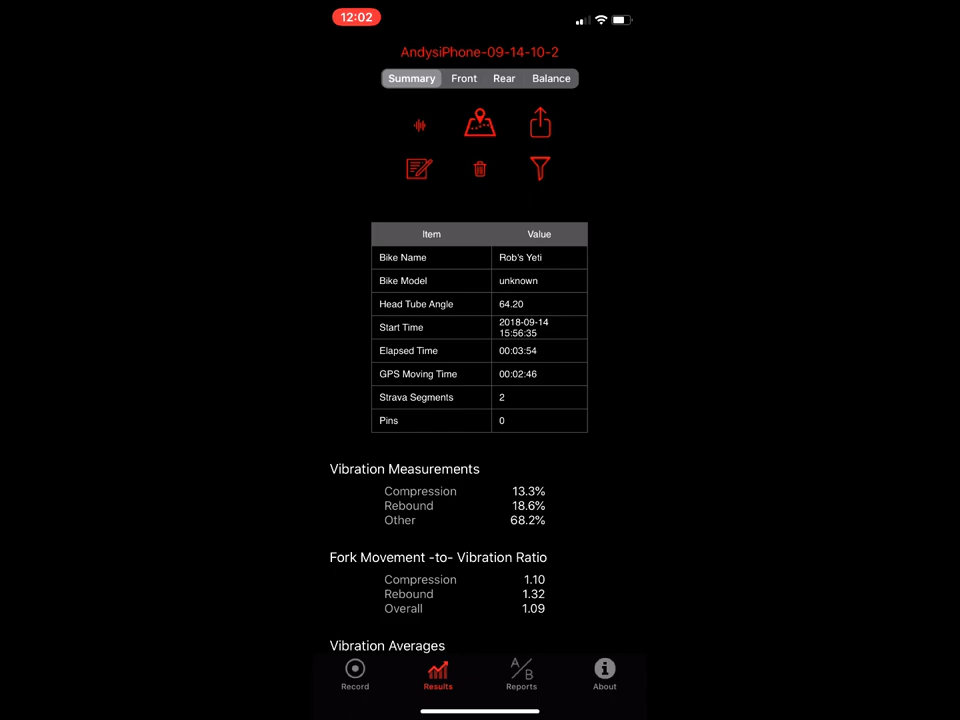 12:02
AndysiPhone-09-14-10-2
Summary Front Rear Balance
Item Value
Bike Name Rob's Yeti
Bike Model unknown
Head Tube Angle 64.20
Start Time 2018-09-14
15:56:35
Elapsed Time 00:03:54
GPS Moving Time 00:02:46
Strava Segments 2
Pins 0
Vibration Measurements
Compression 13.3%
Rebound 18.6%
Other 68.2%
Fork Movement -to- Vibration Ratio
Compression 1.10
Rebound 1.32
Overall 1.09
Vibration Averages
A/B
Record Results Reports About